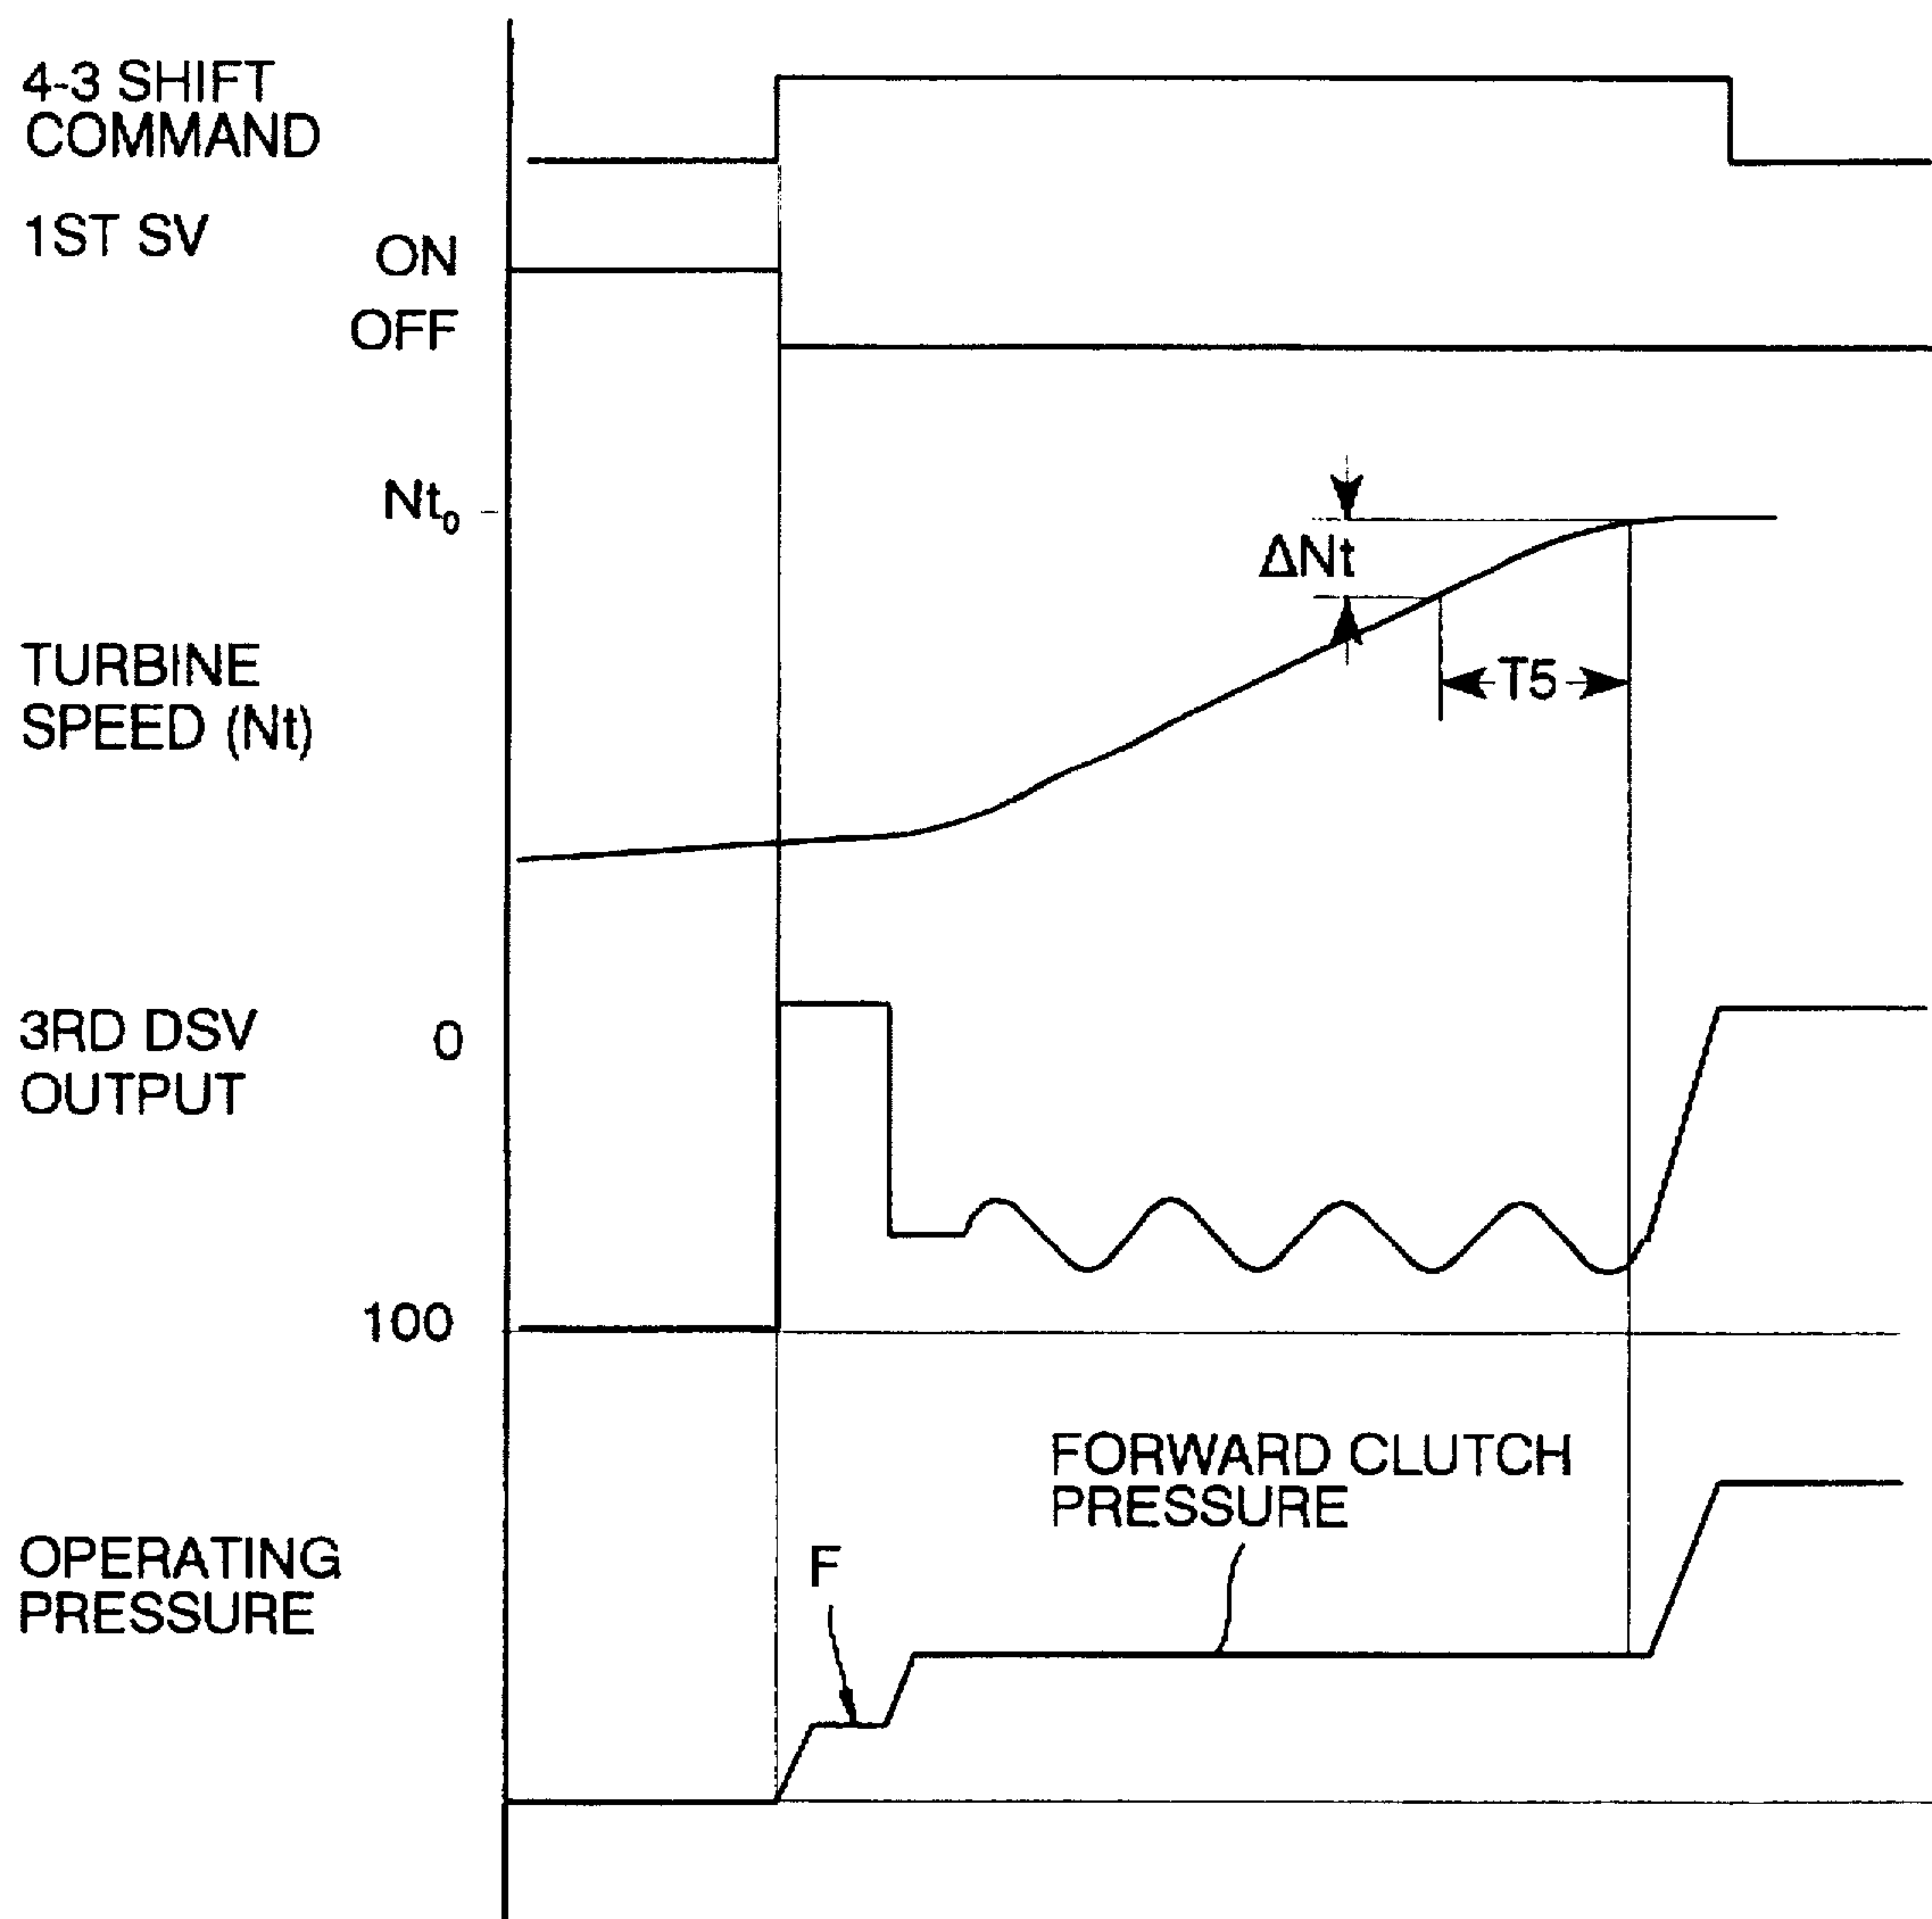 4-3 SHIFT
COMMAND
1ST SV
ON
OFF
Nt₀
ΔNt
TURBINE
SPEED (Nt)
T5
3RD DSV
OUTPUT
0
100
FORWARD CLUTCH
PRESSURE
F
OPERATING
PRESSURE